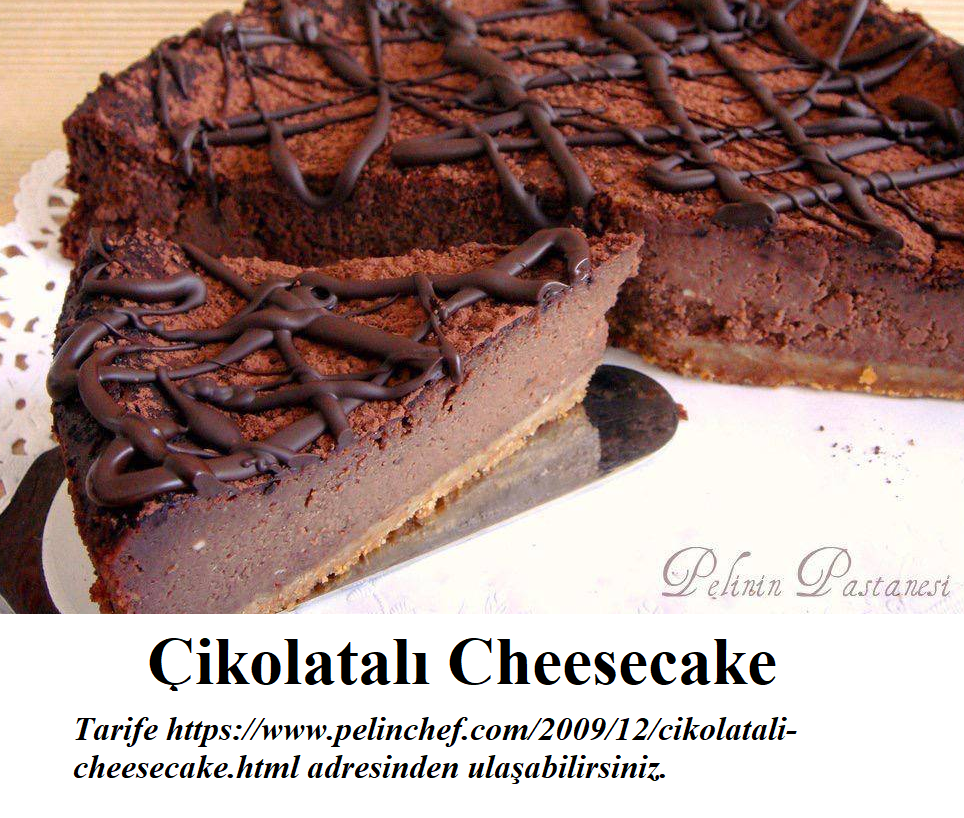 Pelinin Pastanesi
Çikolatalı Cheesecake
Tarife https://www.pelinchef.com/2009/12/cikolatali-
cheesecake.html adresinden ulaşabilirsiniz.